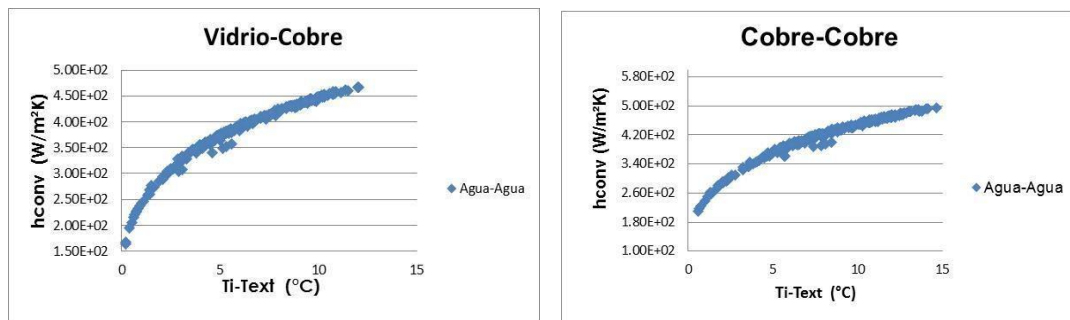 Vidrio-Cobre
hconv (W/m²K)
5.00E+02
4.50E+02
4.00E+02
3.50E+02
3.00E+02
2.50E+02
2.00E+02
1.50E+02
0 5 10 15
Ti-Text (°C)
Agua-Agua
Cobre-Cobre
hconv (W/m²K)
5.80E+02
5.00E+02
4.20E+02
3.40E+02
2.60E+02
1.80E+02
1.00E+02
0 5 10 15
Ti-Text (°C)
Agua-Agua